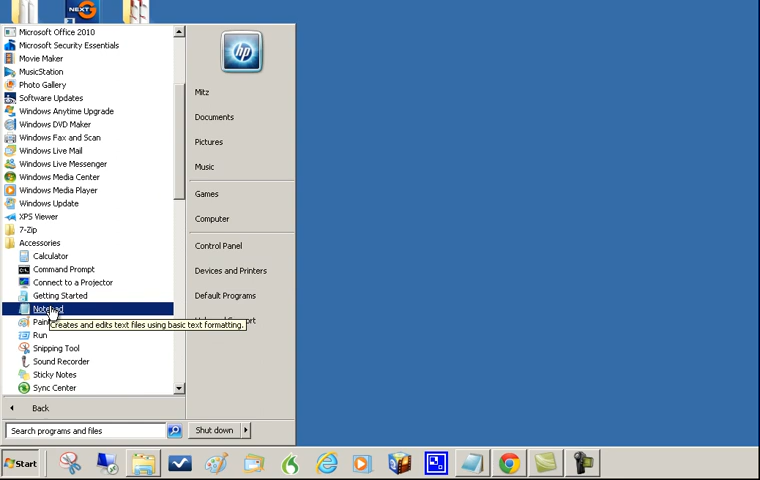 NEXT
Microsoft Office 2010
Microsoft Security Essentials
Movie Maker
MusicStation
Photo Gallery
Software Updates
Windows Anytime Upgrade
Windows DVD Maker
Windows Fax and Scan
Windows Live Mail
Windows Live Messenger
Windows Media Center
Windows Media Player
Windows Update
XPS Viewer
7-Zip
Accessories
Calculator
Command Prompt
Connect to a Projector
Getting Started
Notepad
Paint
Creates and edits text files using basic text formatting.
Run
Snipping Tool
Sound Recorder
Sticky Notes
Sync Center
Back
Search programs and files
hp
Mitz
Documents
Pictures
Music
Games
Computer
Control Panel
Devices and Printers
Default Programs
Support
Shut down
Start